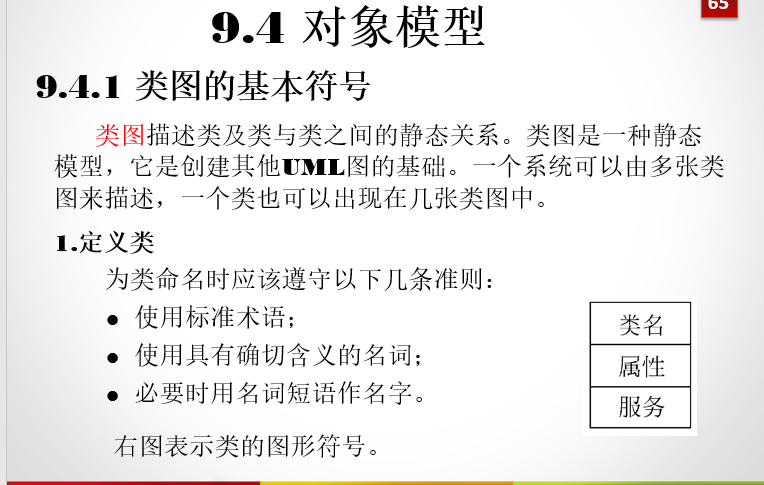 65
9.4 对象模型
9.4.1 类图的基本符号
类图描述类及类与类之间的静态关系。类图是一种静态
模型，它是创建其他UML图的基础。一个系统可以由多张类
图来描述，一个类也可以出现在几张类图中。
1.定义类
为类命名时应该遵守以下几条准则：
● 使用标准术语；
● 使用具有确切含义的名词；
● 必要时用名词短语作名字。
右图表示类的图形符号。
类名
属性
服务